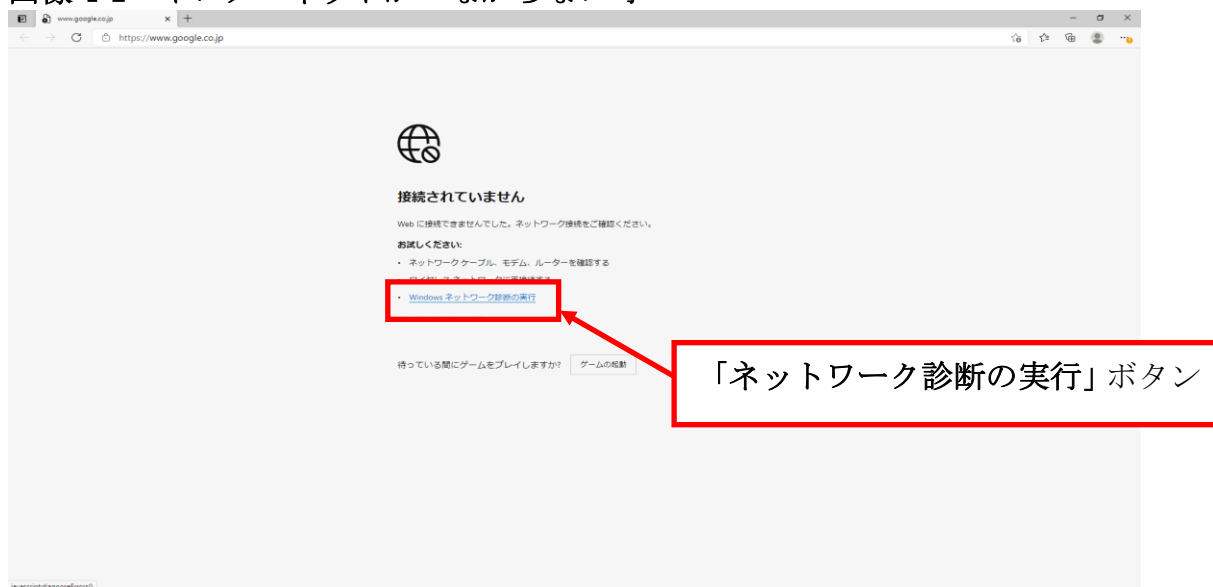 www.google.co.jp
https://www.google.co.jp
接続されていません
Web に接続できませんでした。ネットワーク接続をご確認ください。
お試しください:
・ ネットワーク ケーブル、モデム、ルーターを確認する
・ Windows ネットワーク診断の実行
待っている間にゲームをプレイしますか? ゲームの起動
「ネットワーク診断の実行」ボタン